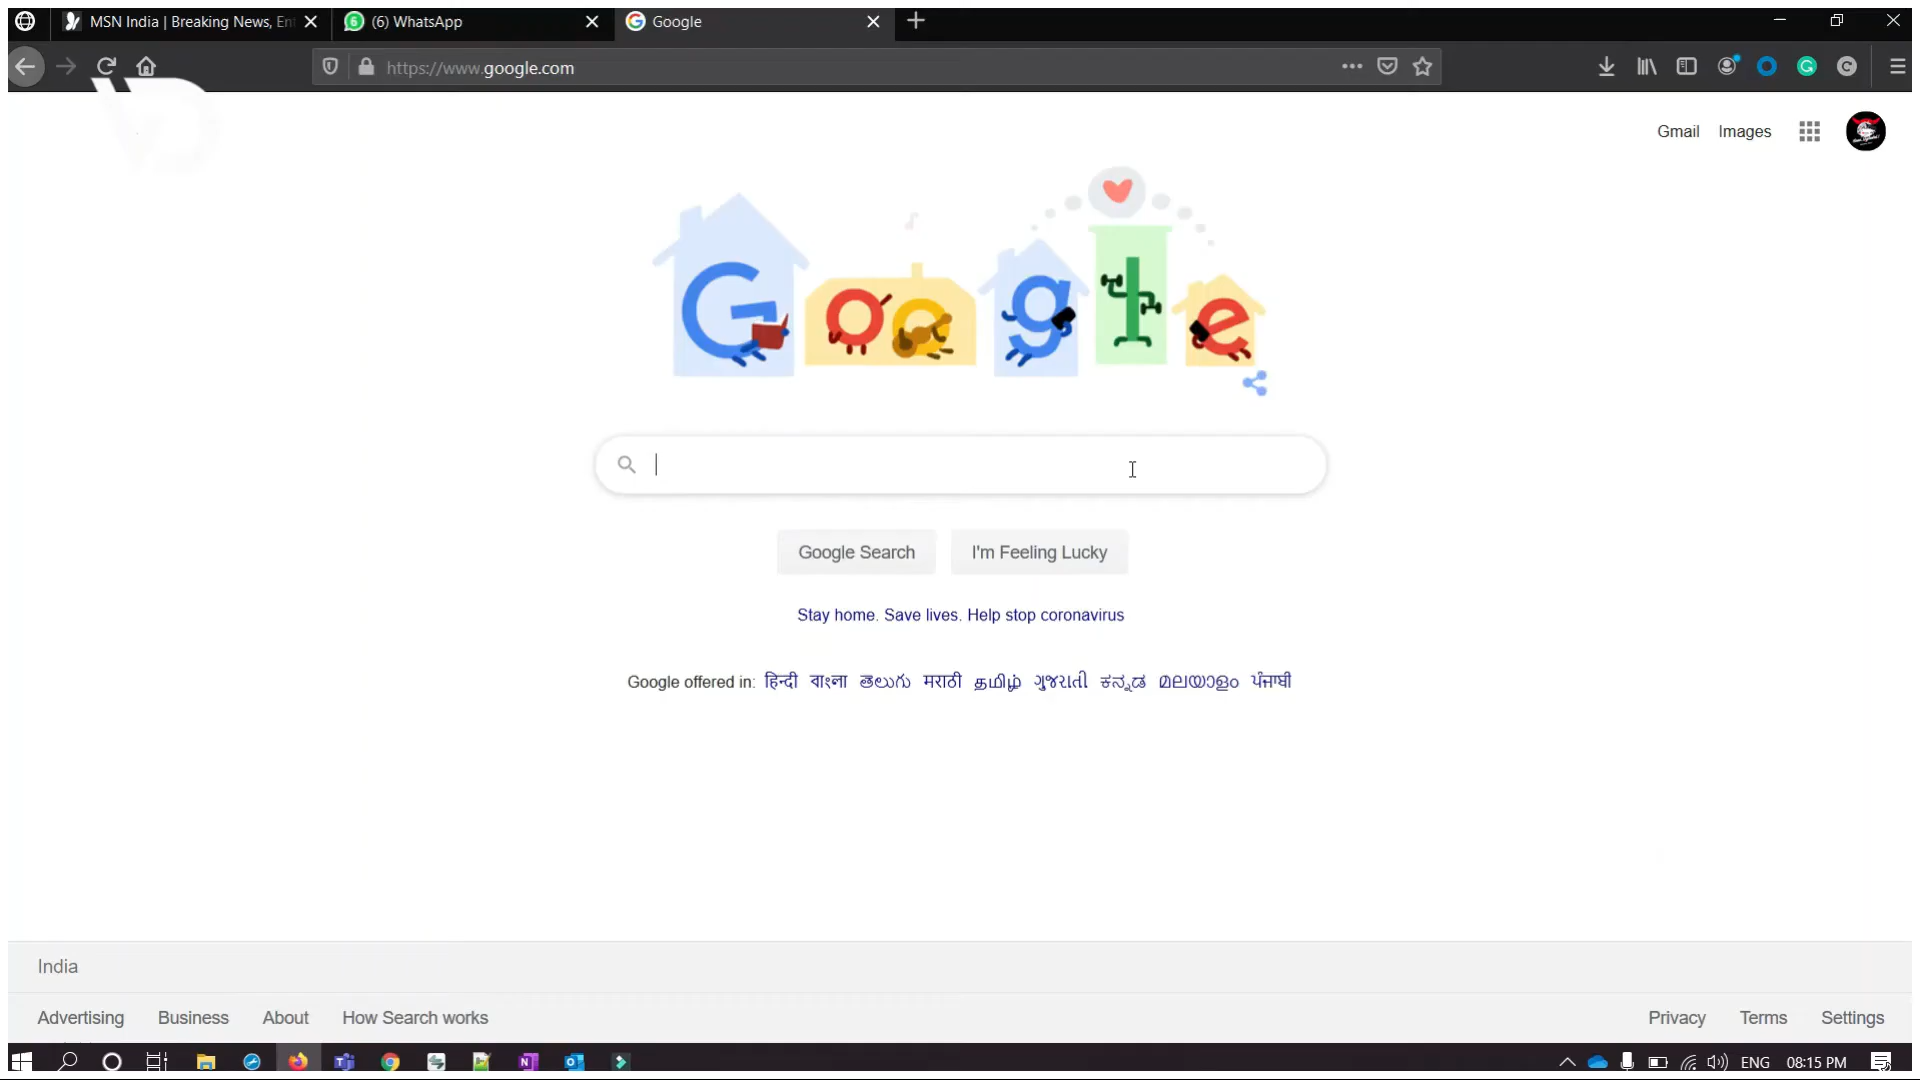 MSN India | Breaking News, En
(6) WhatsApp
Google
https://www.google.com
Gmail Images
Google
Google Search
I'm Feeling Lucky
Stay home. Save lives. Help stop coronavirus
Google offered in: हिन्दी বাংলা తెలుగు मराठी தமிழ் ગુજરાતી ಕನ್ನಡ മലയാളം ਪੰਜਾਬੀ
India
Advertising Business About How Search works
Privacy Terms Settings
ENG 08:15 PM